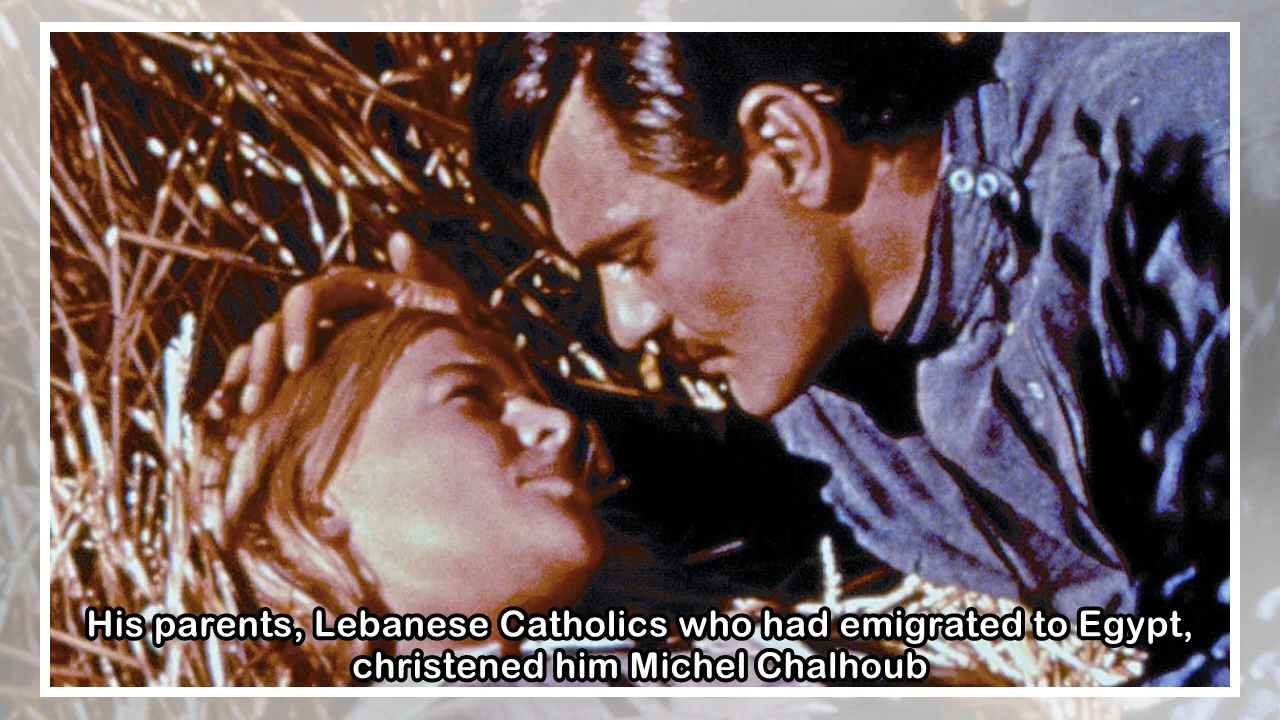 His parents, Lebanese Catholics who had emigrated to Egypt,
christened him Michel Chalhoub